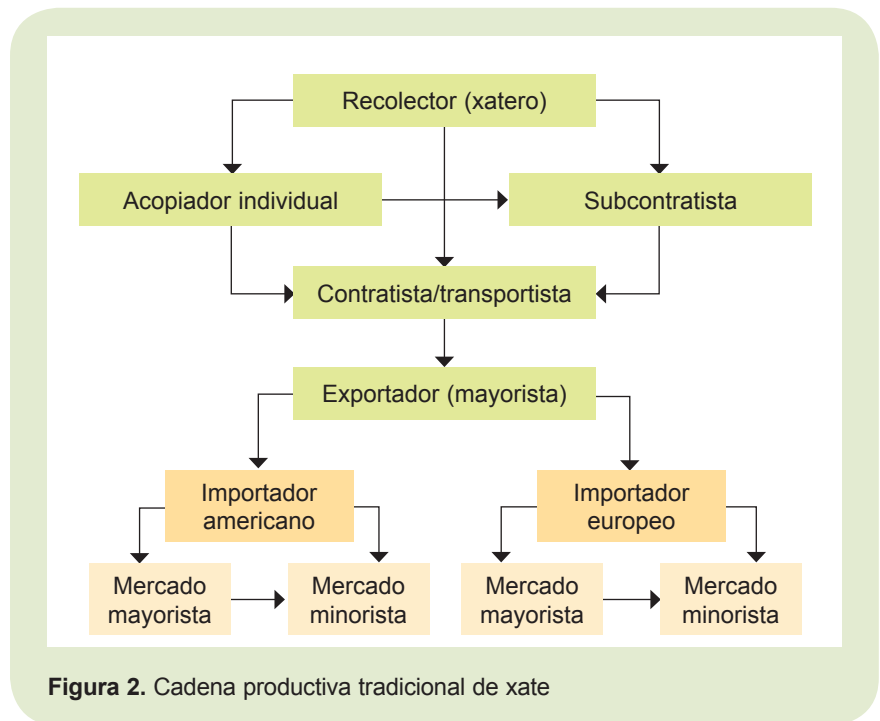 Recolector (xatero)
Acopiador individual
Subcontratista
Contratista/transportista
Exportador (mayorista)
Importador
americano
Importador
europeo
Mercado
mayorista
Mercado
minorista
Mercado
mayorista
Mercado
minorista
Figura 2. Cadena productiva tradicional de xate